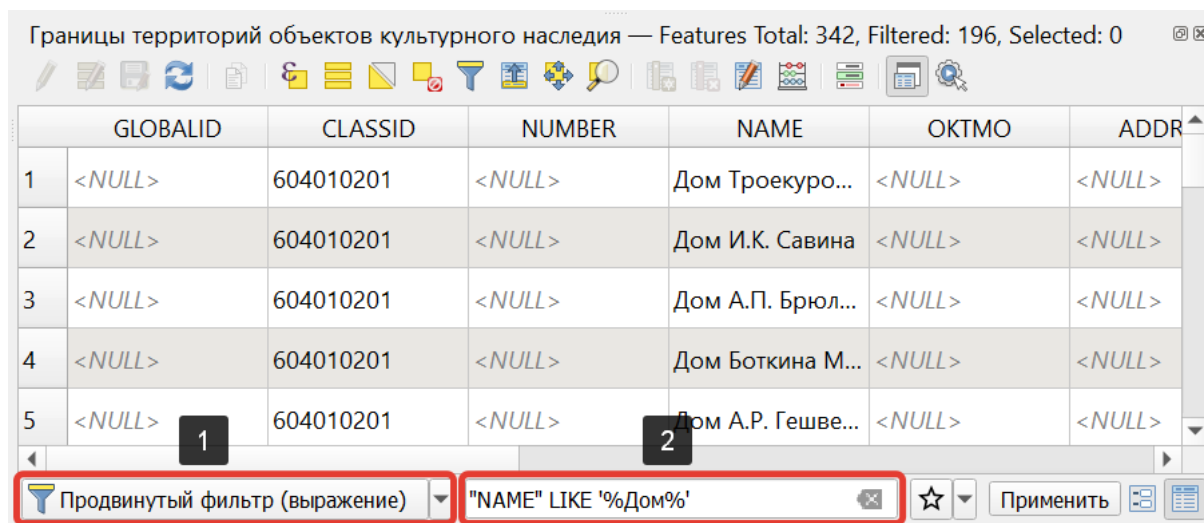 Границы территорий объектов культурного наследия — Features Total: 342, Filtered: 196, Selected: 0
GLOBALID CLASSID NUMBER NAME OKTMO ADDR
1 <NULL> 604010201 <NULL> Дом Троекуро... <NULL> <NULL>
2 <NULL> 604010201 <NULL> Дом И.К. Савина <NULL> <NULL>
3 <NULL> 604010201 <NULL> Дом А.П. Брюл... <NULL> <NULL>
4 <NULL> 604010201 <NULL> Дом Боткина М... <NULL> <NULL>
5 <NULL> 604010201 <NULL> Дом А.Р. Гешве... <NULL> <NULL>
1 2
Продвинутый фильтр (выражение) "NAME" LIKE '%Дом%' Применить